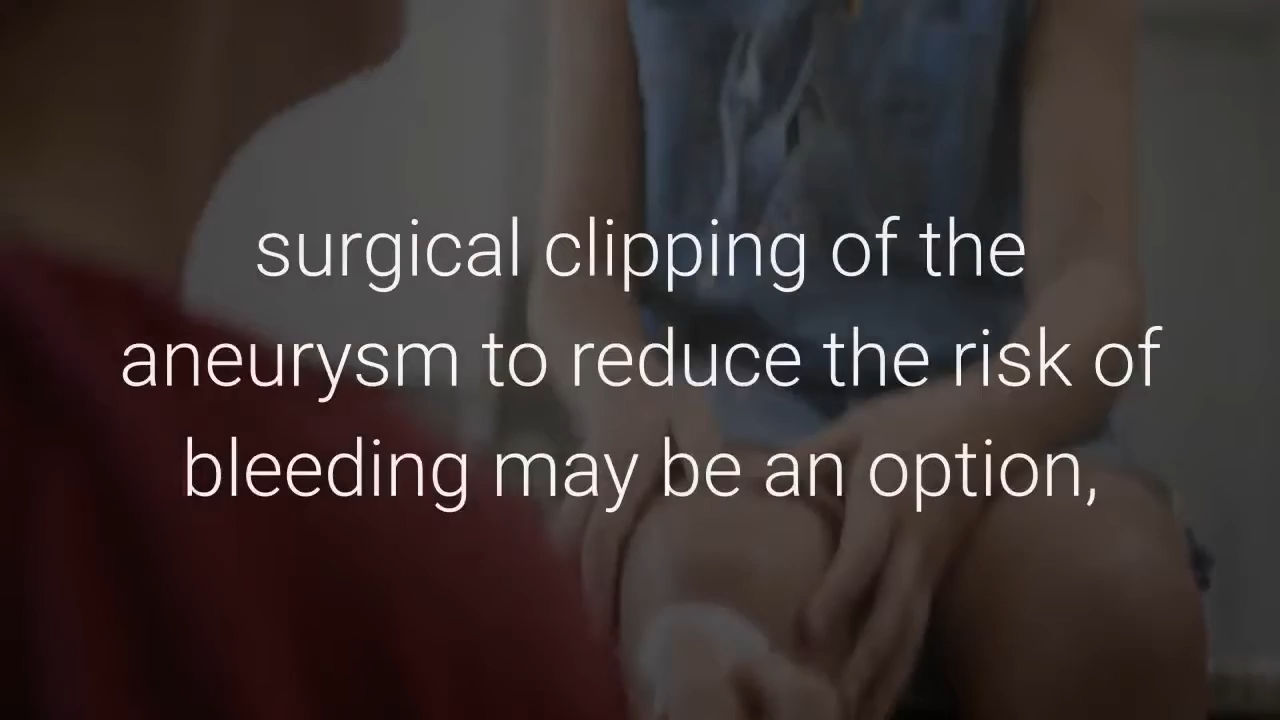 surgical clipping of the
aneurysm to reduce the risk of
bleeding may be an option,